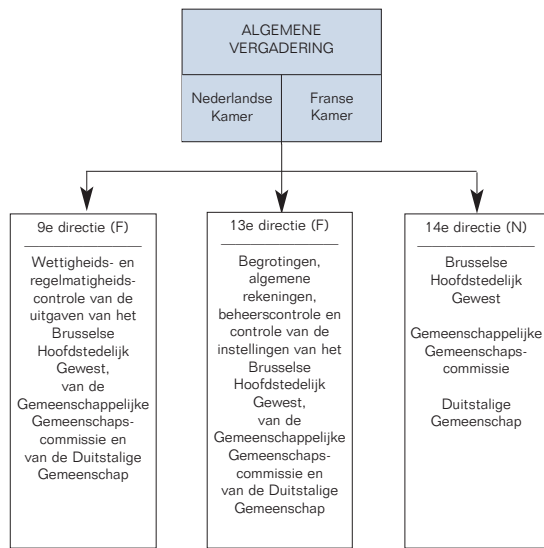 ALGEMENE
VERGADERING
Nederlandse
Kamer
Franse
Kamer
9e directie (F)
Wettigheids- en
regelmatigheids-
controle van de
uitgaven van het
Brusselse
Hoofdstedelijk
Gewest,
van de
Gemeenschappelijke
Gemeenschaps-
commissie en
van de Duitstalige
Gemeenschap
13e directie (F)
Begrotingen,
algemene
rekeningen,
beheerscontrole en
controle van de
instellingen van het
Brusselse
Hoofdstedelijk
Gewest,
van de
Gemeenschappelijke
Gemeenschaps-
commissie en
van de Duitstalige
Gemeenschap
14e directie (N)
Brusselse
Hoofdstedelijk
Gewest
Gemeenschappelijke
Gemeenschaps-
commissie
Duitstalige
Gemeenschap